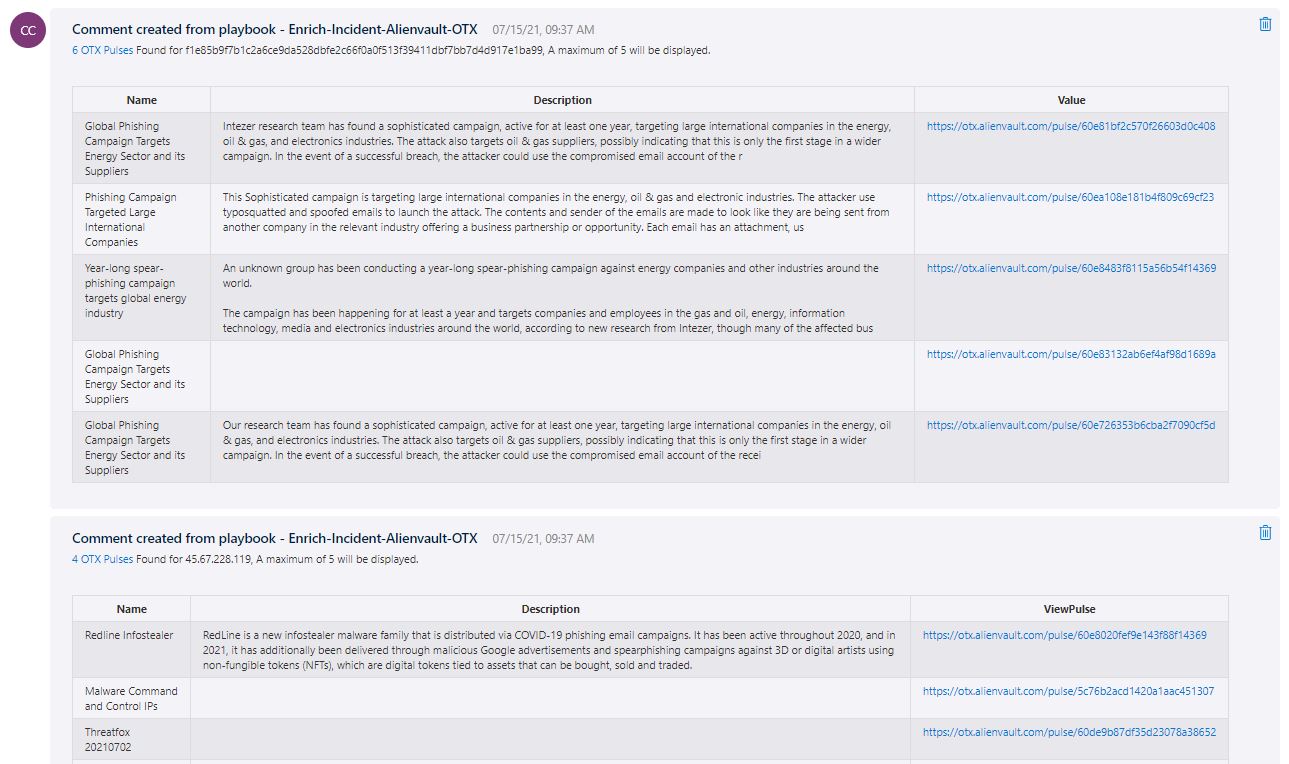 CC
Comment created from playbook - Enrich-Incident-Alienvault-OTX 07/15/21, 09:37 AM
6 OTX Pulses Found for f1e85b9f7b1c2a6ce9da528dbfe2c66f0a0f513f39411dbf7bb7d4d917e1ba99, A maximum of 5 will be displayed.
Name Description Value
Global Phishing
Campaign Targets
Energy Sector and its
Suppliers
Intezer research team has found a sophisticated campaign, active for at least one year, targeting large international companies in the energy,
oil & gas, and electronics industries. The attack also targets oil & gas suppliers, possibly indicating that this is only the first stage in a wider
campaign. In the event of a successful breach, the attacker could use the compromised email account of the r
https://otx.alienvault.com/pulse/60e81bf2c570f26603d0c408
Phishing Campaign
Targeted Large
International
Companies
This Sophisticated campaign is targeting large international companies in the energy, oil & gas and electronic industries. The attacker use
typosquatted and spoofed emails to launch the attack. The contents and sender of the emails are made to look like they are being sent from
another company in the relevant industry offering a business partnership or opportunity. Each email has an attachment, us
https://otx.alienvault.com/pulse/60ea108e181b4f809c69cf23
Year-long spear-
phishing campaign
targets global energy
industry
An unknown group has been conducting a year-long spear-phishing campaign against energy companies and other industries around the
world.
The campaign has been happening for at least a year and targets companies and employees in the gas and oil, energy, information
technology, media and electronics industries around the world, according to new research from Intezer, though many of the affected bus
https://otx.alienvault.com/pulse/60e8483f8115a56b54f14369
Global Phishing
Campaign Targets
Energy Sector and its
Suppliers
https://otx.alienvault.com/pulse/60e83132ab6ef4af98d1689a
Global Phishing
Campaign Targets
Energy Sector and its
Suppliers
Our research team has found a sophisticated campaign, active for at least one year, targeting large international companies in the energy, oil
& gas, and electronics industries. The attack also targets oil & gas suppliers, possibly indicating that this is only the first stage in a wider
campaign. In the event of a successful breach, the attacker could use the compromised email account of the recei
https://otx.alienvault.com/pulse/60e726353b6cba2f7090cf5d
Comment created from playbook - Enrich-Incident-Alienvault-OTX 07/15/21, 09:37 AM
4 OTX Pulses Found for 45.67.228.119, A maximum of 5 will be displayed.
Name Description ViewPulse
Redline Infostealer
RedLine is a new infostealer malware family that is distributed via COVID-19 phishing email campaigns. It has been active throughout 2020, and in
2021, it has additionally been delivered through malicious Google advertisements and spearphishing campaigns against 3D or digital artists using
non-fungible tokens (NFTs), which are digital tokens tied to assets that can be bought, sold and traded.
https://otx.alienvault.com/pulse/60e8020fef9e143f88f14369
Malware Command
and Control IPs
https://otx.alienvault.com/pulse/5c76b2acd1420a1aac451307
Threatfox
20210702
https://otx.alienvault.com/pulse/60de9b87df35d23078a38652